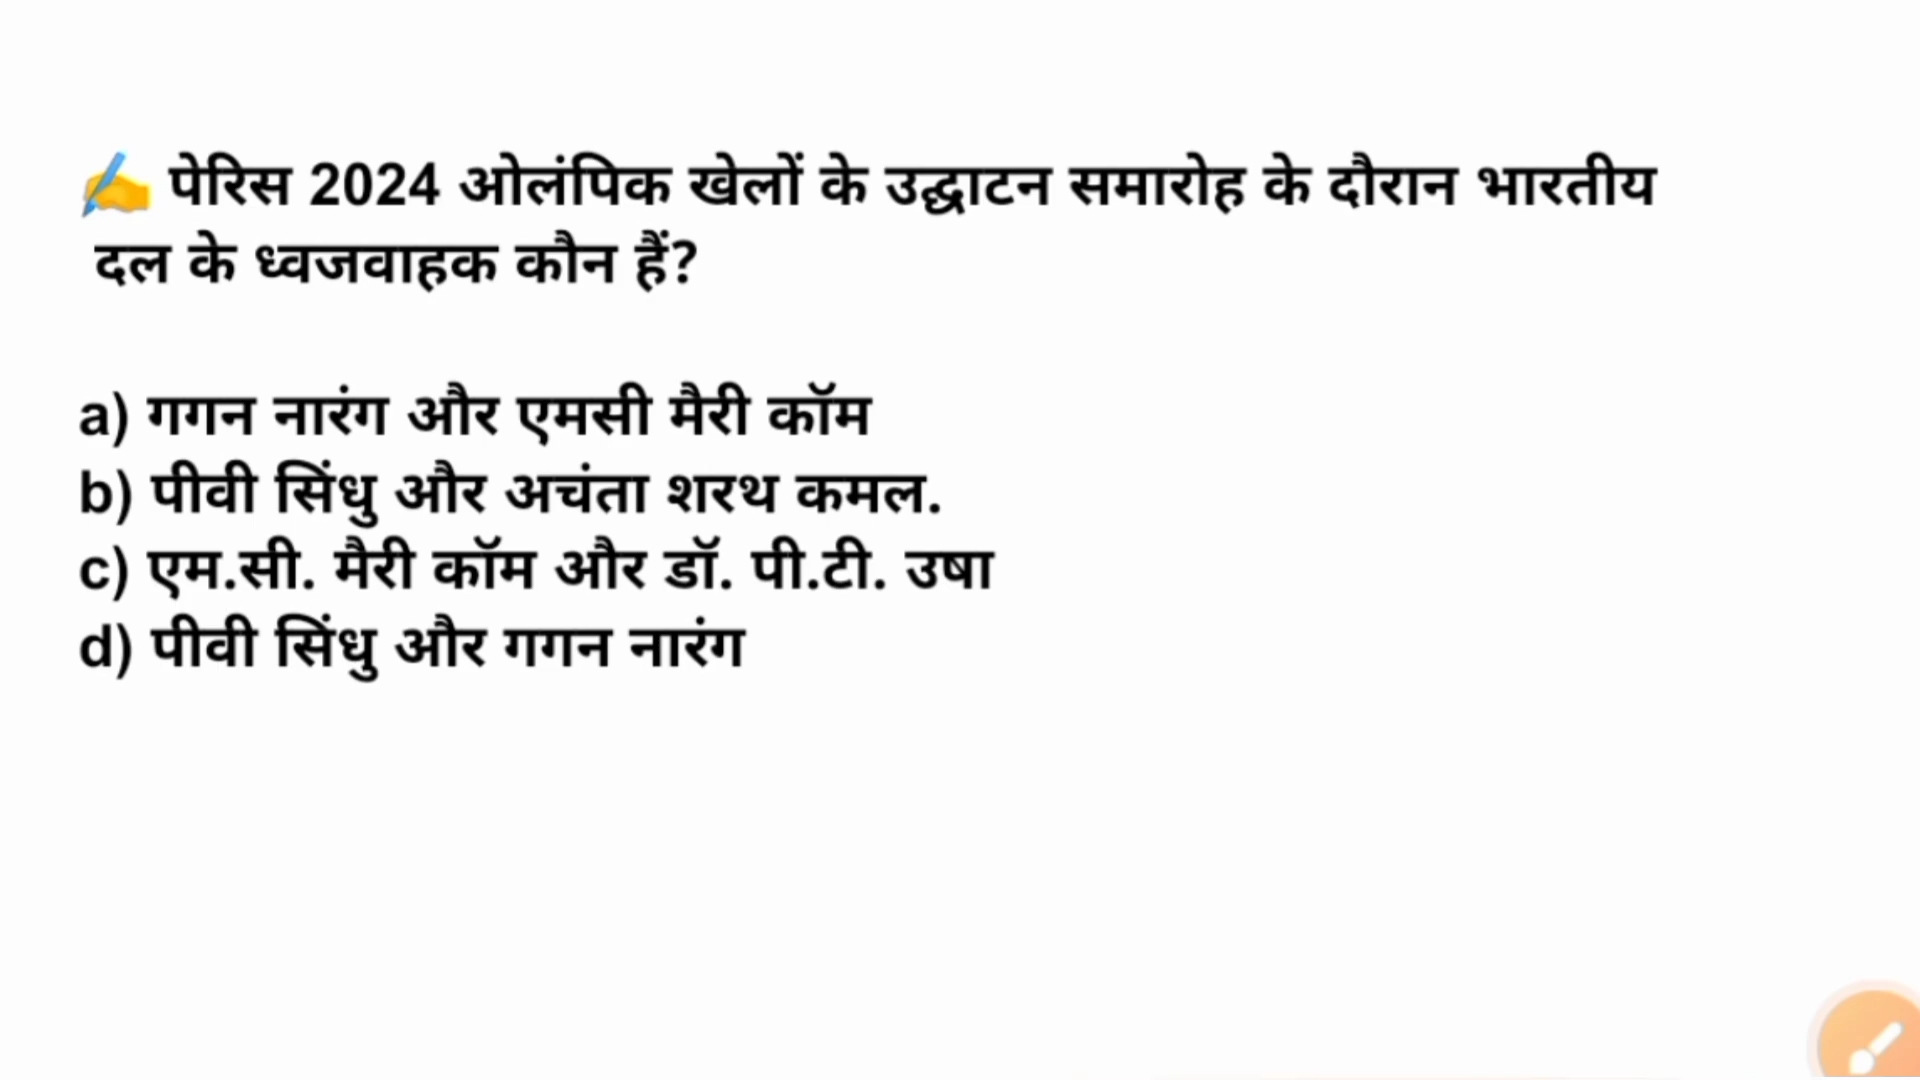 ✍️ पेरिस 2024 ओलंपिक खेलों के उद्घाटन समारोह के दौरान भारतीय
दल के ध्वजवाहक कौन हैं?
a) गगन नारंग और एमसी मैरी कॉम
b) पीवी सिंधु और अचंता शरथ कमल.
c) एम.सी. मैरी कॉम और डॉ. पी.टी. उषा
d) पीवी सिंधु और गगन नारंग